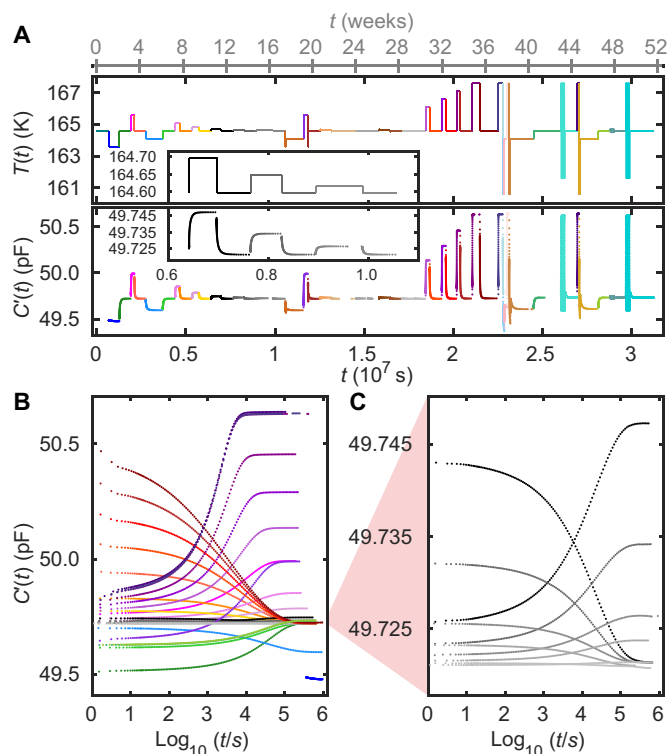 t (weeks)
A
0 4 8 12 16 20 24 28 32 36 40 44 48 52
T(t) (K)
167
165
163
161
164.70
164.65
164.60
C'(t) (pF)
50.5
50.0
49.5
49.745
49.735
49.725
0.6 0.8 1.0
0 0.5 1 1.5 2 2.5 3
t (10⁷ s)
B
C'(t) (pF)
50.5
50.0
49.5
0 1 2 3 4 5 6
Log₁₀ (t/s)
C
49.745
49.735
49.725
0 1 2 3 4 5 6
Log₁₀ (t/s)